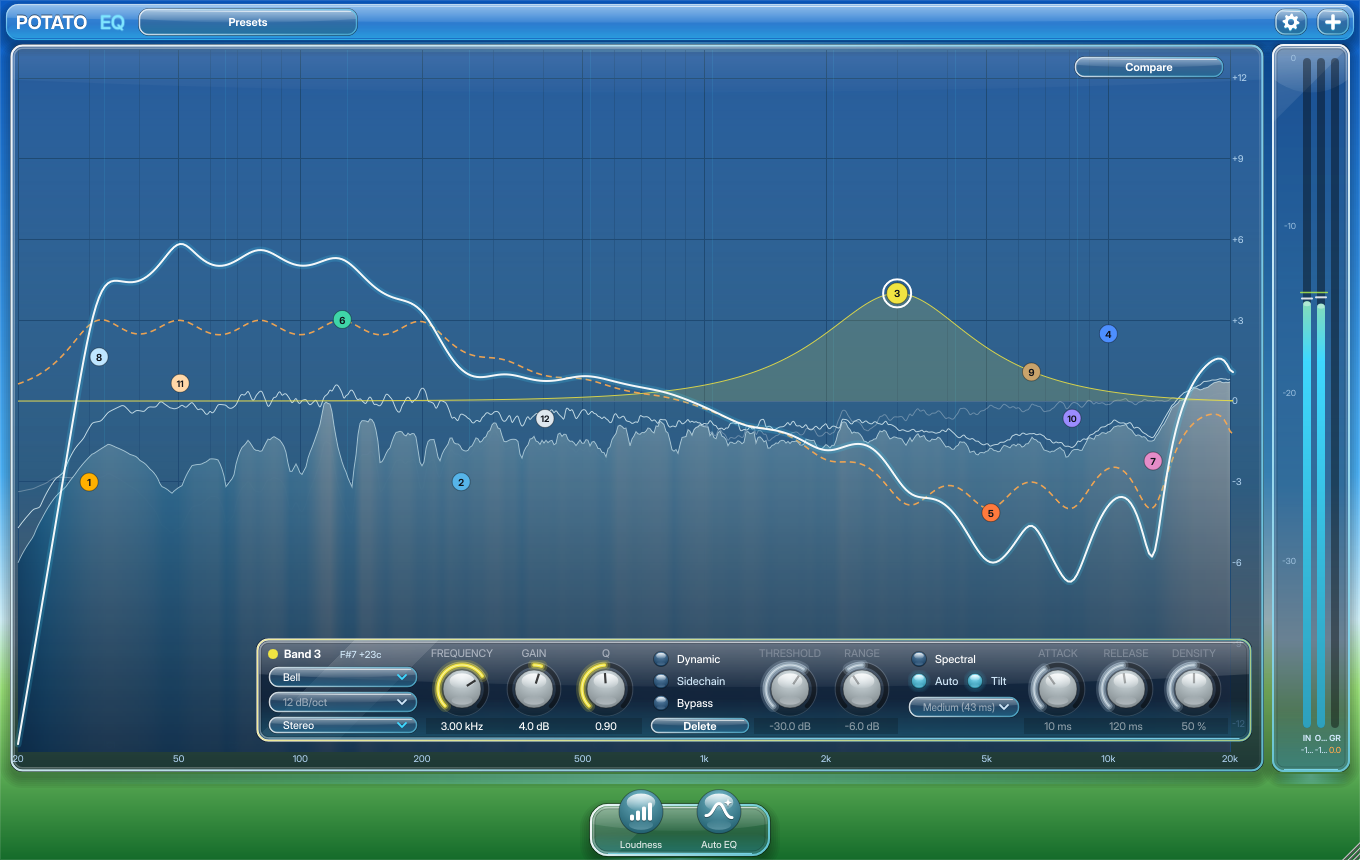 POTATO EQ Presets
Compare
+12
+9
+6
+3
0
-3
-6
-12
3
4
6
8
9
11
12
10
7
1
2
5
Band 3 F#7 +23c
Bell
12 dB/oct
Stereo
FREQUENCY GAIN Q
3.00 kHz 4.0 dB 0.90
Dynamic
Sidechain
Bypass
Delete
THRESHOLD RANGE
-30.0 dB -6.0 dB
Spectral
Auto Tilt
Medium (43 ms)
ATTACK RELEASE DENSITY
10 ms 120 ms 50 %
20 50 100 200 500 1k 2k 5k 10k 20k
0
-10
-20
-30
IN O... GR
-1... -1... 0.0
Loudness Auto EQ